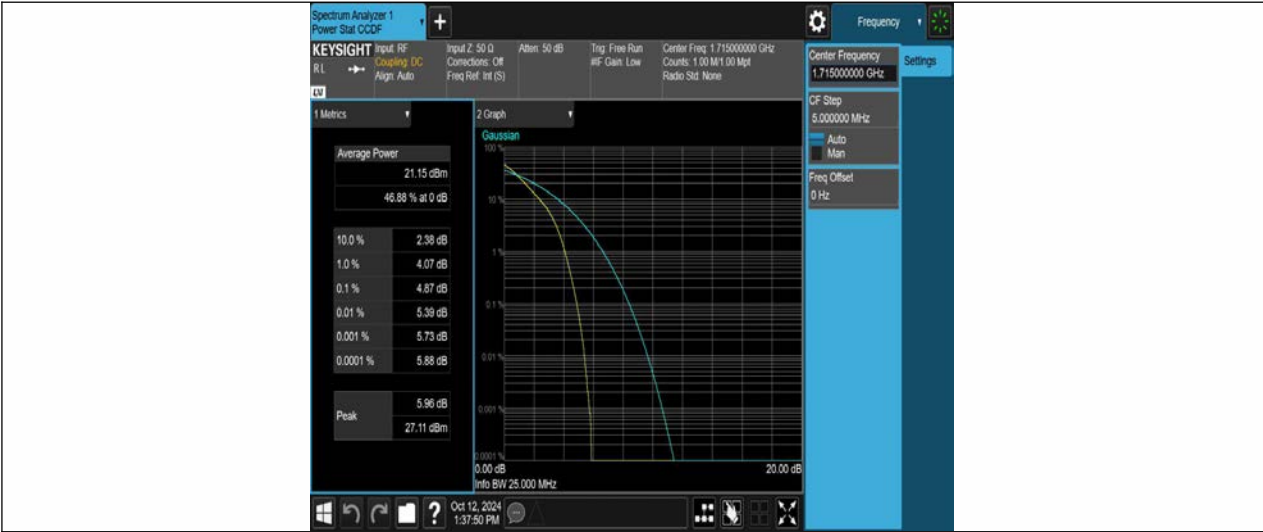 Spectrum Analyzer 1
Power Stat CCDF
Frequency
KEYSIGHT
RL
LXI
Input: RF
Coupling: DC
Align: Auto
Input Z: 50 Ω
Corrections: Off
Freq Ref: Int (S)
Atten: 50 dB
Trig: Free Run
#IF Gain: Low
Center Freq: 1.715000000 GHz
Counts: 1.00 M/1.00 Mpt
Radio Std: None
Center Frequency
1.715000000 GHz
Settings
CF Step
5.000000 MHz
Auto
Man
Freq Offset
0 Hz
1 Metrics
Average Power
21.15 dBm
46.88 % at 0 dB
10.0 % 2.38 dB
1.0 % 4.07 dB
0.1 % 4.87 dB
0.01 % 5.39 dB
0.001 % 5.73 dB
0.0001 % 5.88 dB
Peak
5.96 dB
27.11 dBm
2 Graph
Gaussian
100 %
10 %
1 %
0.1 %
0.01 %
0.001 %
0.0001 %
0.00 dB 20.00 dB
Info BW 25.000 MHz
?
Oct 12, 2024
1:37:50 PM